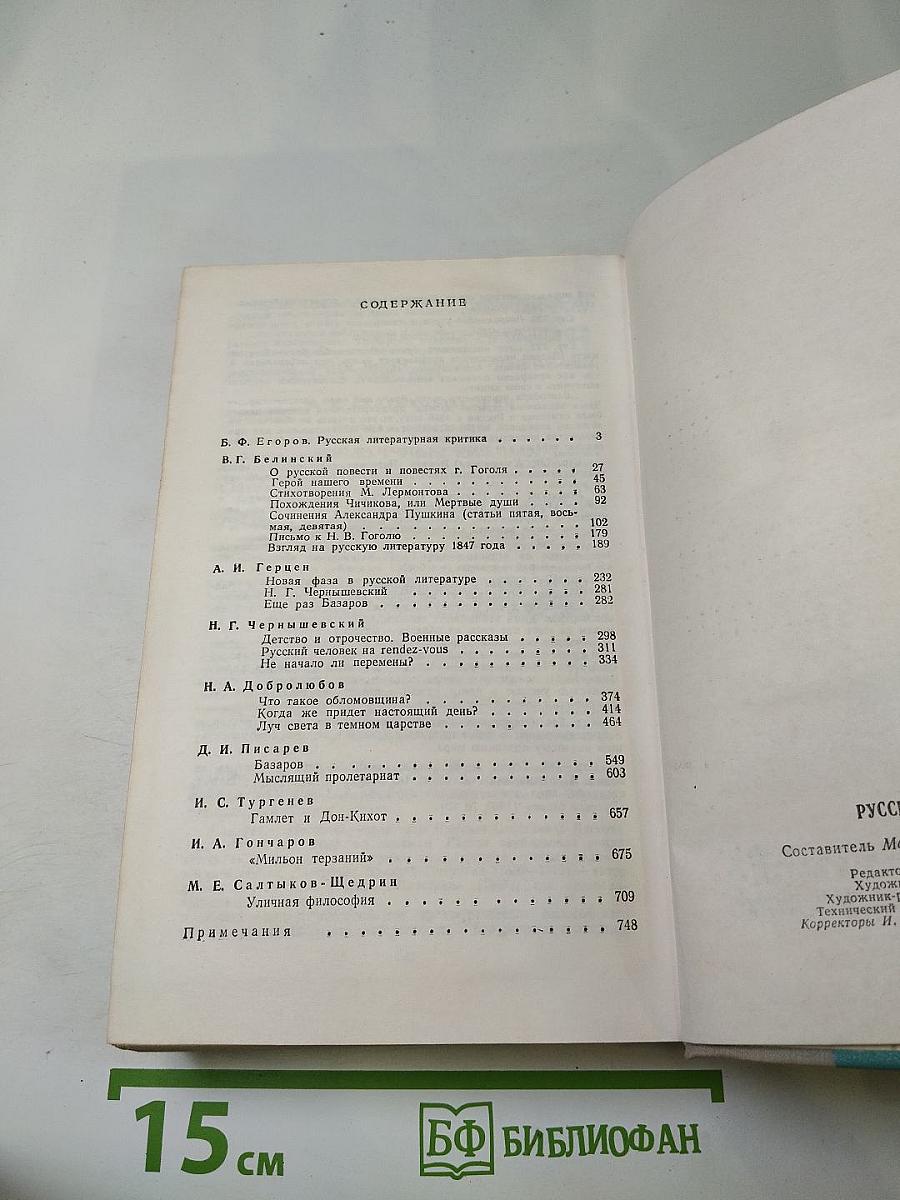 СОДЕРЖАНИЕ
Б. Ф. Егоров. Русская литературная критика . . . . . . 3
В. Г. Белинский
О русской повести и повестях г. Гоголя . . . . . 27
Герой нашего времени . . . . . . . . . . . . 45
Стихотворения М. Лермонтова . . . . . . . . . 63
Похождения Чичикова, или Мертвые души . . . . 92
Сочинения Александра Пушкина (статьи пятая, вось-
мая, девятая) . . . . . . . . . . . . . . . 102
Письмо к Н. В. Гоголю . . . . . . . . . . . . 179
Взгляд на русскую литературу 1847 года . . . . . 189
А. И. Герцен
Новая фаза в русской литературе . . . . . . . 232
Н. Г. Чернышевский . . . . . . . . . . . . 281
Еще раз Базаров . . . . . . . . . . . . . . 282
Н. Г. Чернышевский
Детство и отрочество. Военные рассказы . . . . . 298
Русский человек на rendez-vous . . . . . . . . 311
Не начало ли перемены? . . . . . . . . . . . 334
Н. А. Добролюбов
Что такое обломовщина? . . . . . . . . . . . 374
Когда же придет настоящий день? . . . . . . . 414
Луч света в темном царстве . . . . . . . . . . 464
Д. И. Писарев
Базаров . . . . . . . . . . . . . . . . . . 549
Мыслящий пролетариат . . . . . . . . . . . . 603
И. С. Тургенев
Гамлет и Дон-Кихот . . . . . . . . . . . . . 657
И. А. Гончаров
«Мильон терзаний» . . . . . . . . . . . . . 675
М. Е. Салтыков-Щедрин
Уличная философия . . . . . . . . . . . . . 709
Примечания . . . . . . . . . . . . . . . . . 748
Составитель
Технический
Корректоры И.
15 см
БФ БИБЛИОФАН